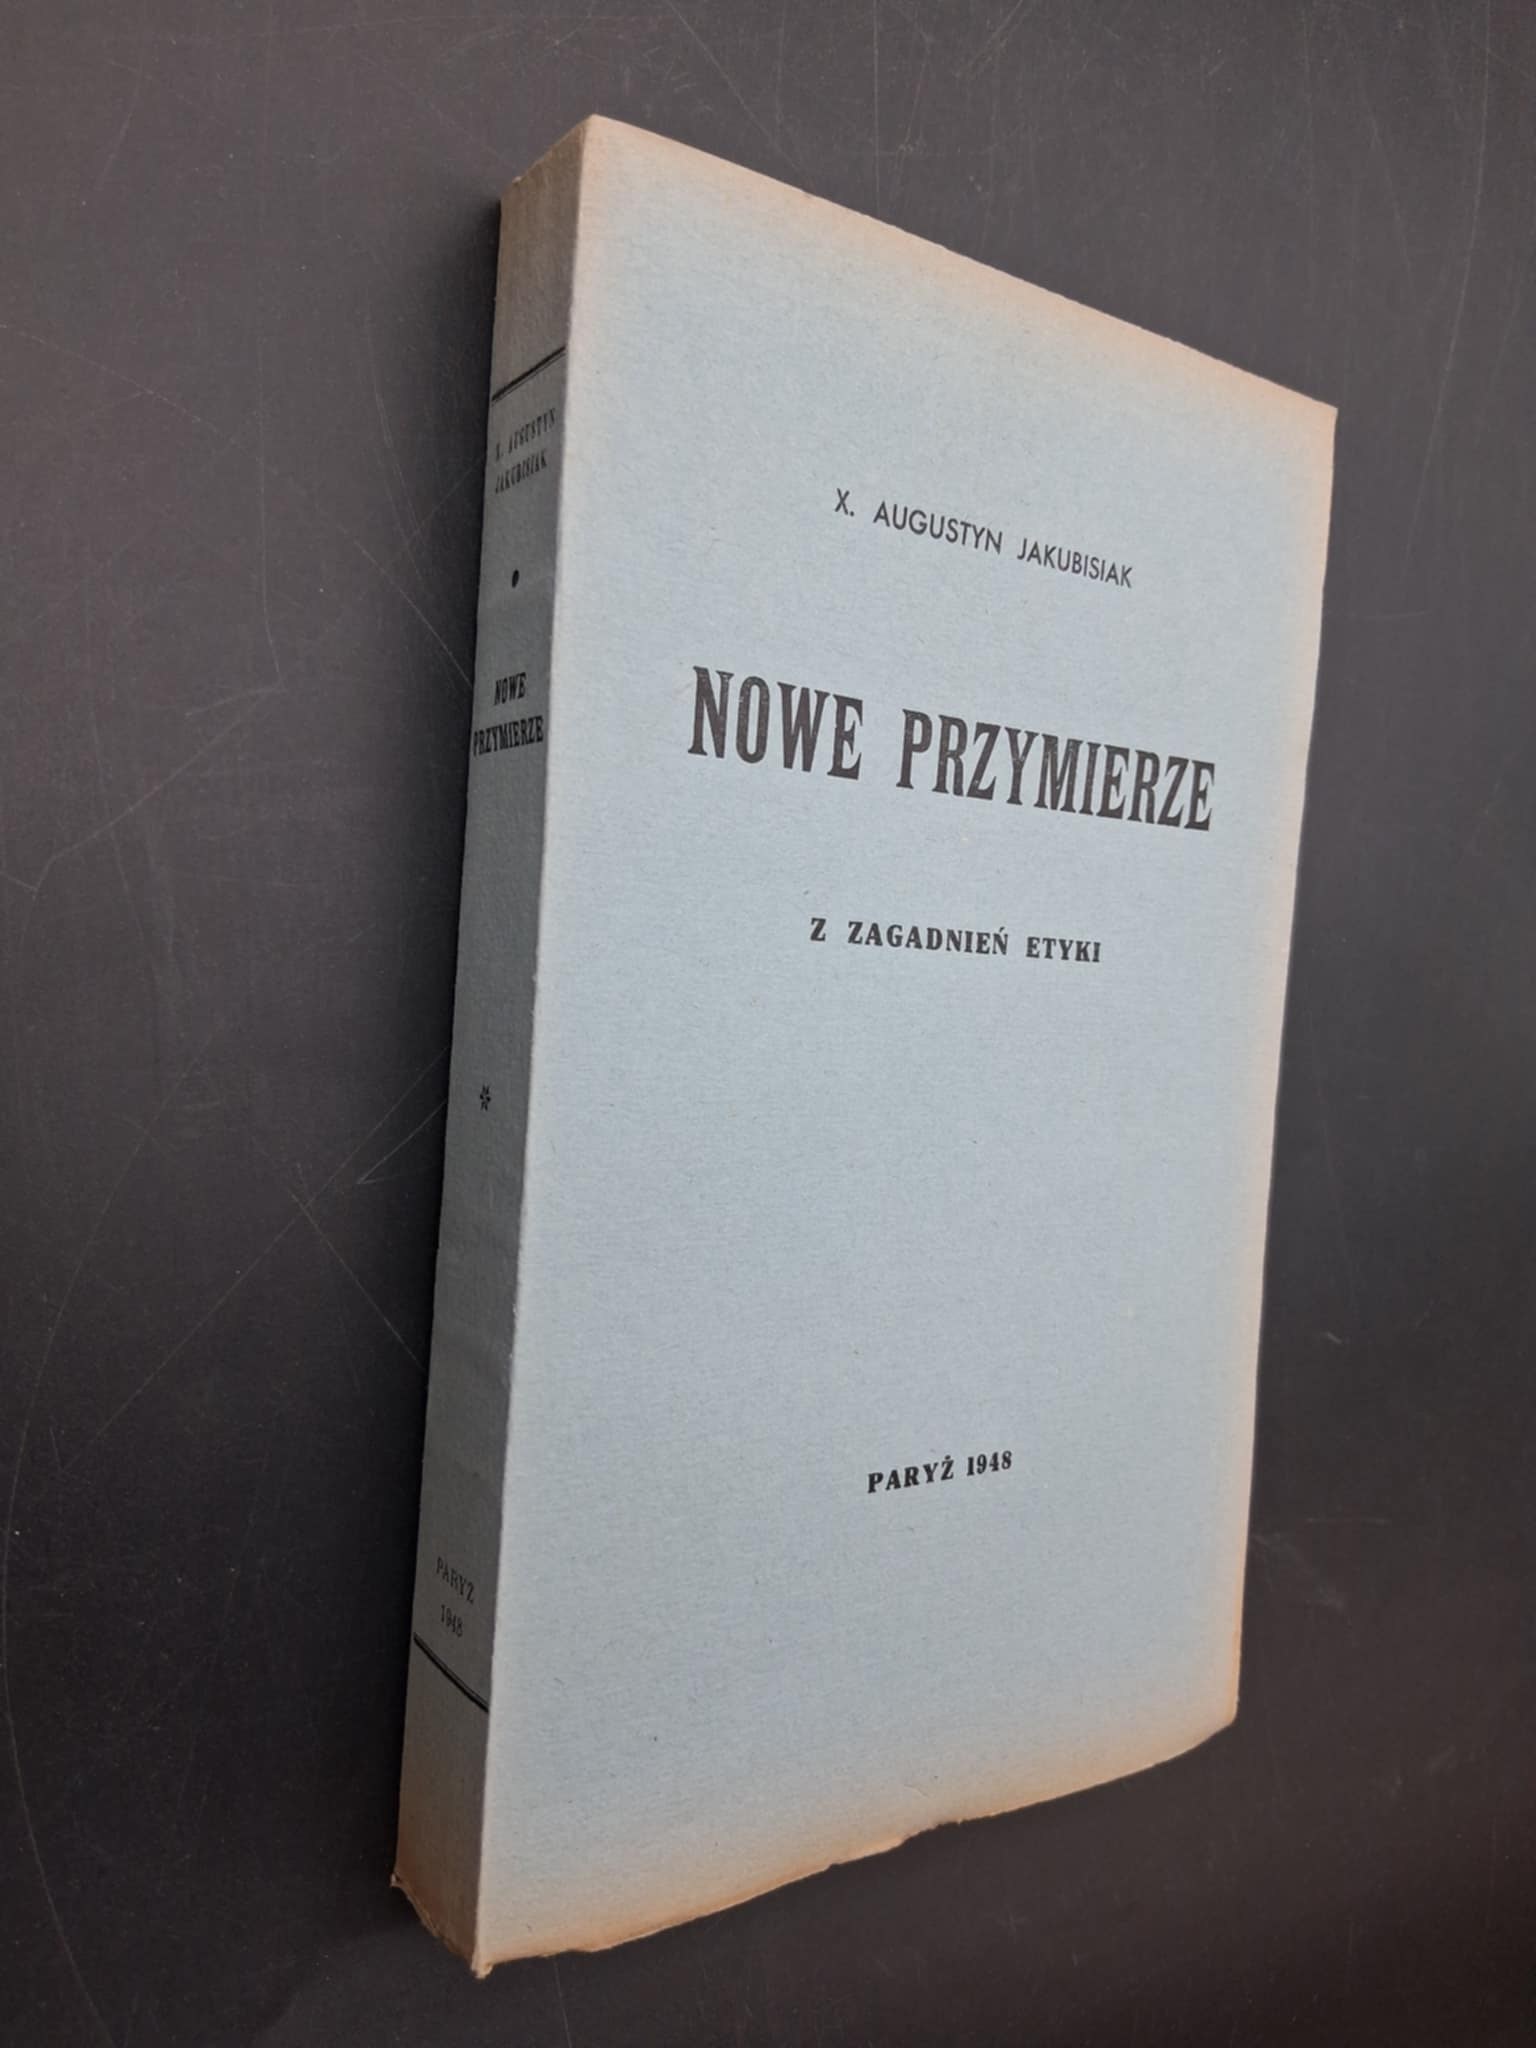 X. AUGUSTYN
JAKUBISIAK
NOWE
PRZYMIERZE
*
PARYŻ
1948
X. AUGUSTYN JAKUBISIAK
NOWE PRZYMIERZE
Z ZAGADNIEŃ ETYKI
PARYŻ 1948